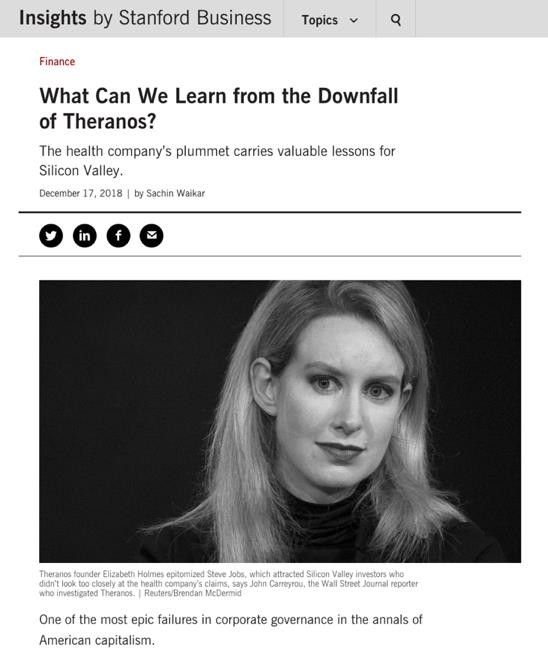 Insights by Stanford Business
Topics
Finance
What Can We Learn from the Downfall
of Theranos?
The health company's plummet carries valuable lessons for
Silicon Valley.
December 17, 2018 | by Sachin Waikar
Theranos founder Elizabeth Holmes epitomized Steve Jobs, which attracted Silicon Valley investors who
didn't look too closely at the health company's claims, says John Carreyrou, the Wall Street Journal reporter
who investigated Theranos. | Reuters/Brendan McDermid
One of the most epic failures in corporate governance in the annals of
American capitalism.